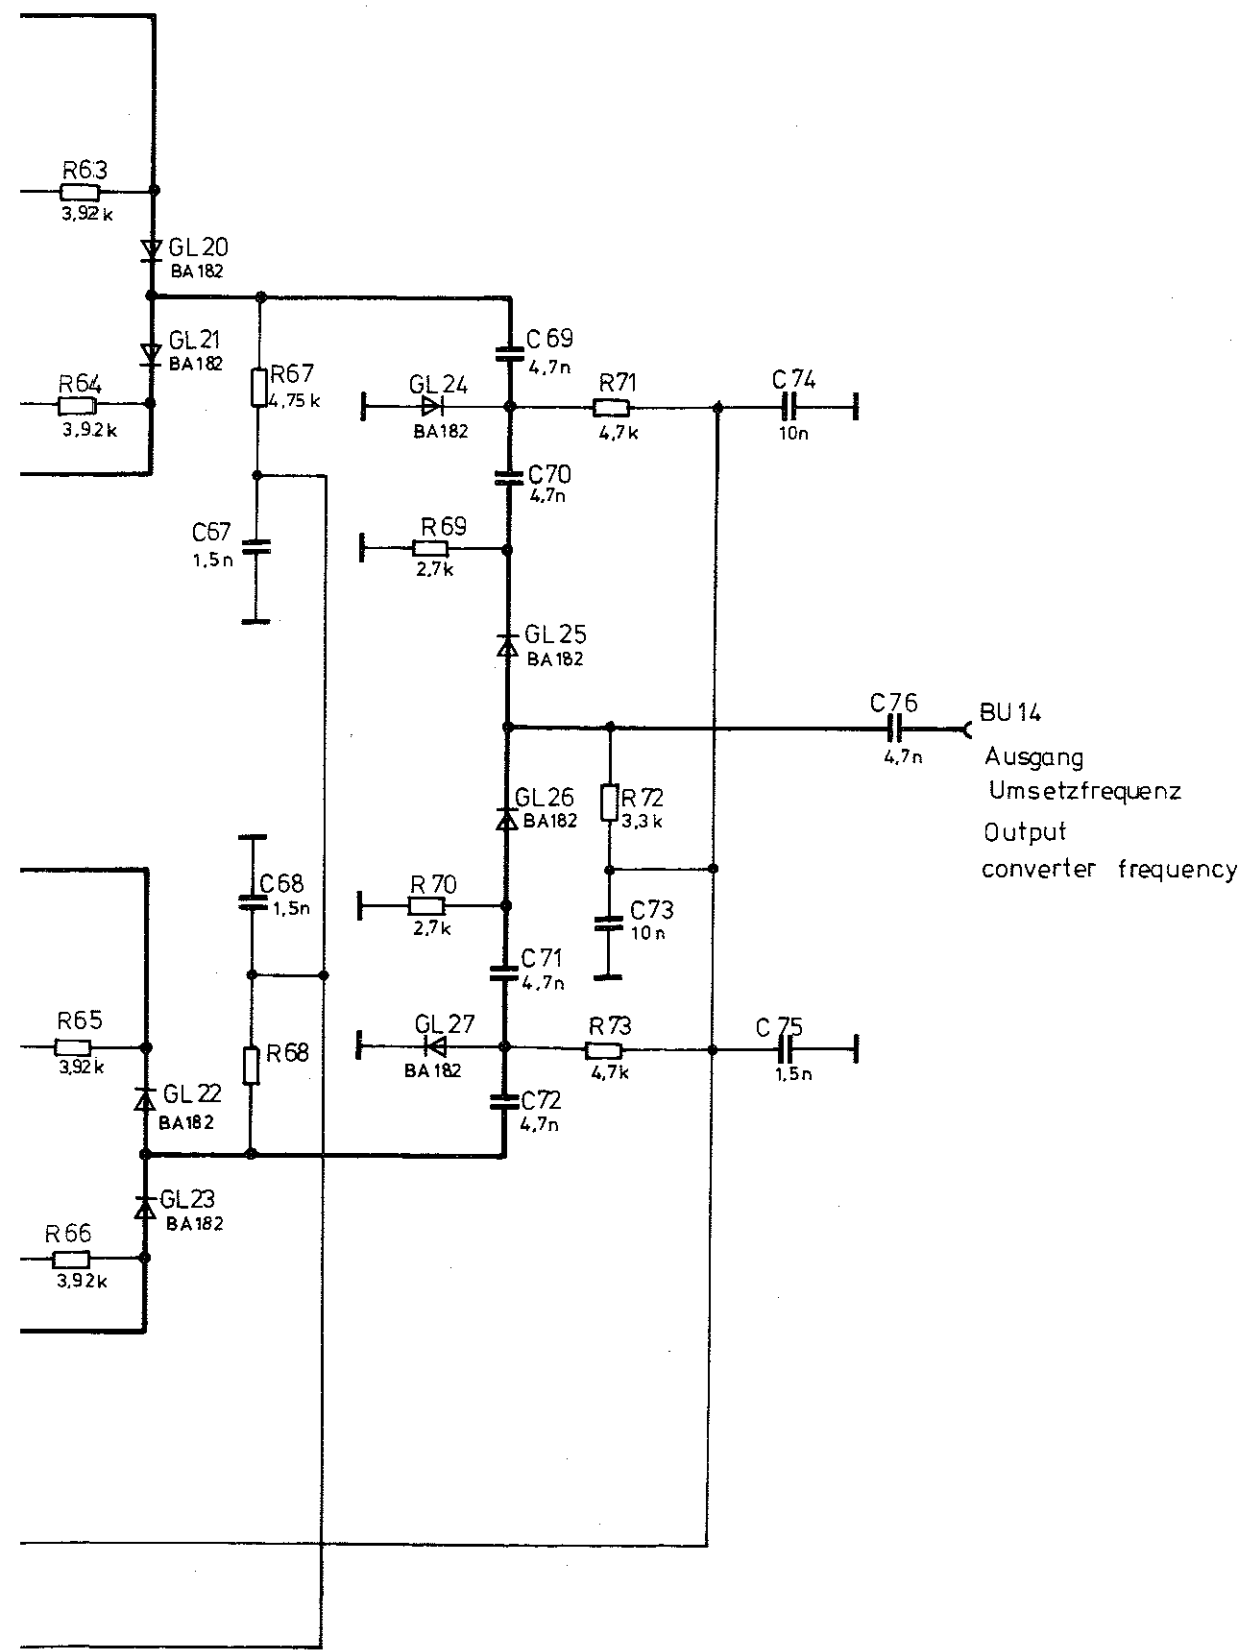 R63
3,92k
GL20
BA182
GL21
BA182
R64
3,92k
R67
4,75k
C69
4,7n
GL24
BA182
R71
4,7k
C74
10n
C70
4,7n
C67
1,5n
R69
2,7k
GL25
BA182
C76
4,7n
BU14
Ausgang
Umsetzfrequenz
Output
converter frequency
GL26
BA182
R72
3,3k
C68
1,5n
R70
2,7k
C73
10n
C71
4,7n
R65
3,92k
R68
GL27
BA182
R73
4,7k
C75
1,5n
GL22
BA182
C72
4,7n
GL23
BA182
R66
3,92k